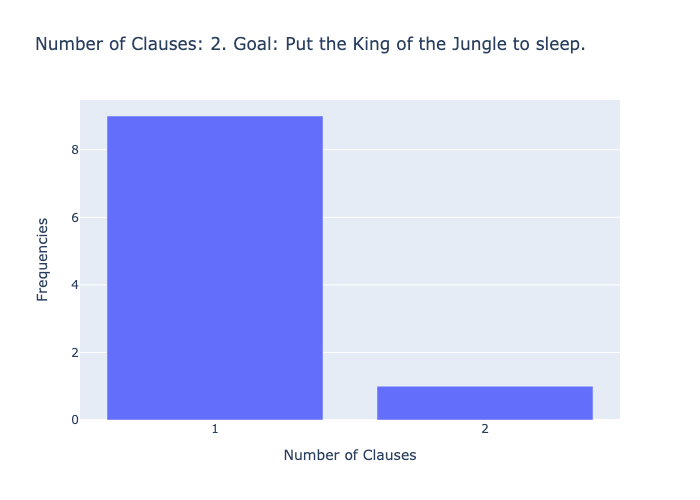 Number of Clauses: 2. Goal: Put the King of the Jungle to sleep.
8
6
4
2
0
Frequencies
1 2
Number of Clauses